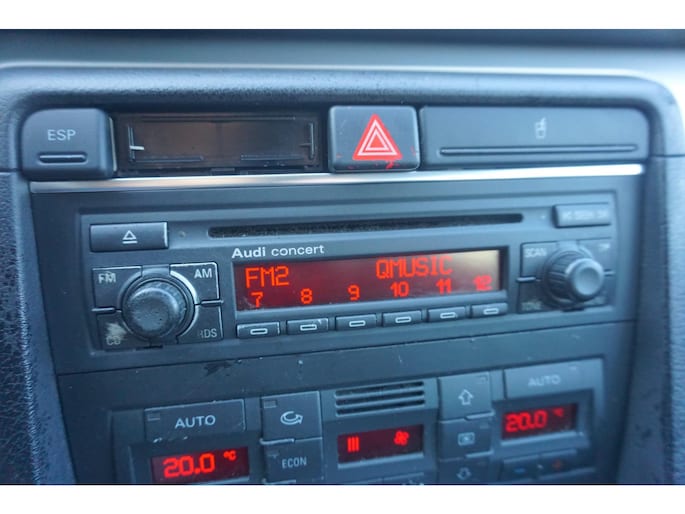 ESP
Audi concert
FM
AM
CD
RDS
FM2 QMUSIC
7 8 9 10 11 12
SCAN
AUTO
AUTO
20.0 °C
20.0 °C
ECON